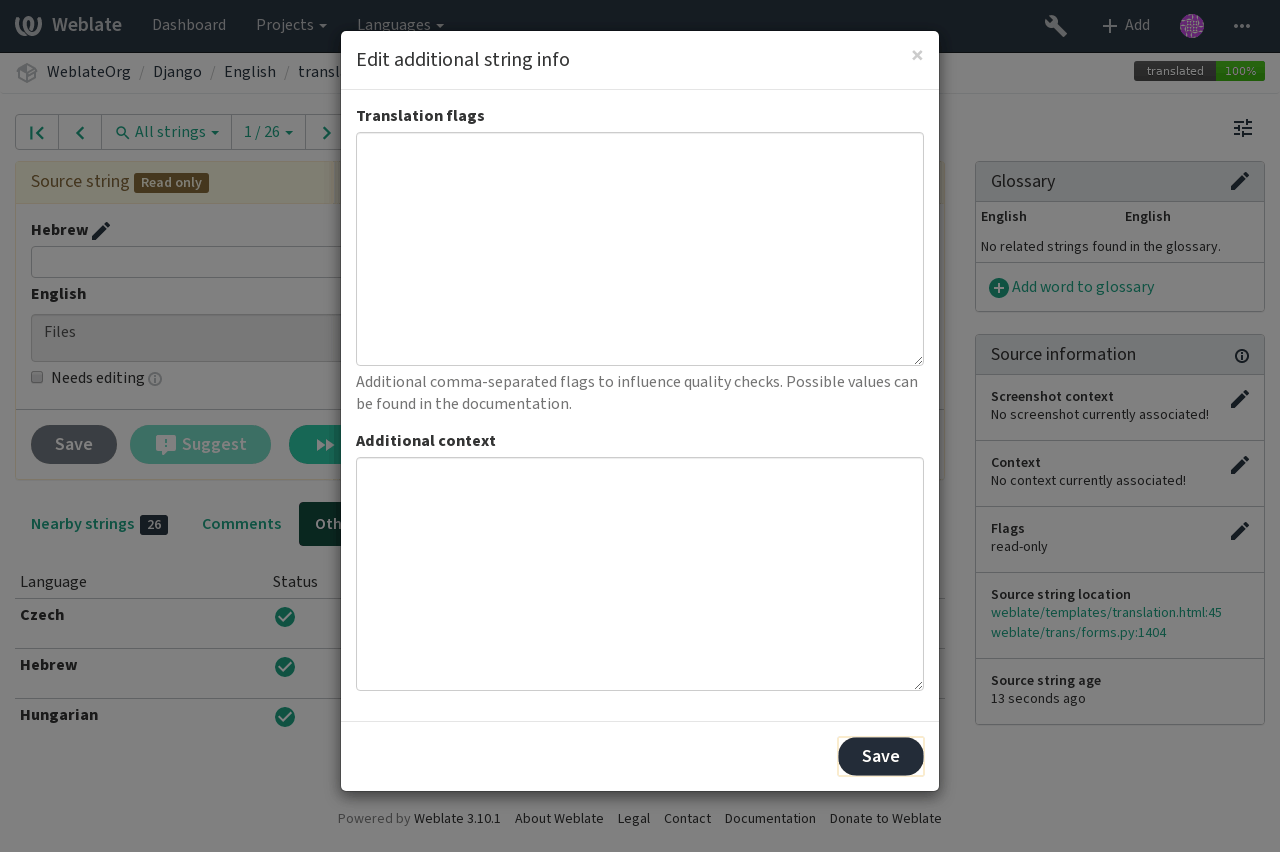 Weblate Dashboard Projects Languages Add
WeblateOrg / Django / English / transl
translated 100%
Edit additional string info ×
Translation flags
Additional comma-separated flags to influence quality checks. Possible values can
be found in the documentation.
Additional context
Save
All strings 1 / 26
Source string Read only
Hebrew
English
Files
Needs editing
Save Suggest
Nearby strings 26 Comments Oth
Language Status
Czech
Hebrew
Hungarian
Glossary
English English
No related strings found in the glossary.
Add word to glossary
Source information
Screenshot context
No screenshot currently associated!
Context
No context currently associated!
Flags
read-only
Source string location
weblate/templates/translation.html:45
weblate/trans/forms.py:1404
Source string age
13 seconds ago
Powered by Weblate 3.10.1 About Weblate Legal Contact Documentation Donate to Weblate